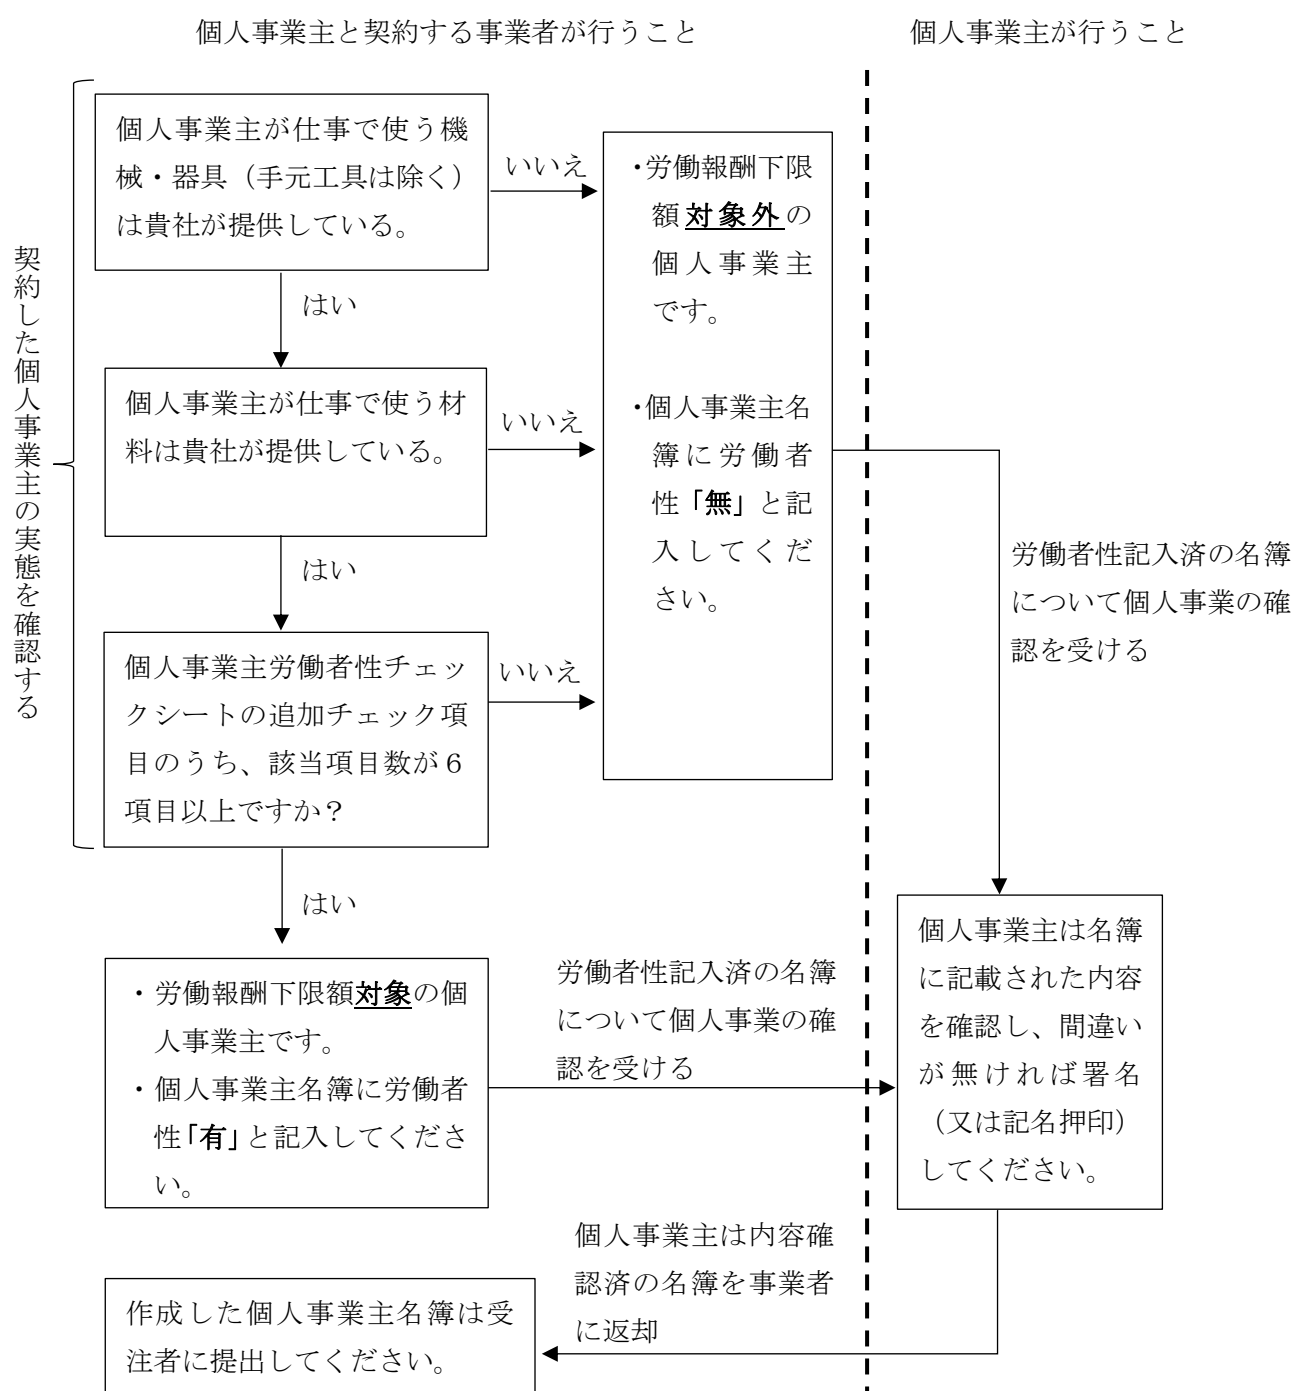 個人事業主と契約する事業者が行うこと
個人事業主が行うこと
契約した個人事業主の実態を確認する
個人事業主が仕事で使う機
械・器具（手元工具は除く）
は貴社が提供している。
いいえ
はい
個人事業主が仕事で使う材
料は貴社が提供している。
いいえ
はい
個人事業主労働者性チェッ
クシートの追加チェック項
目のうち、該当項目数が６
項目以上ですか？
いいえ
はい
・労働報酬下限
額対象外の
個人事業主
です。
・個人事業主名
簿に労働者
性「無」と記
入してくだ
さい。
労働者性記入済の名簿
について個人事業の確
認を受ける
・労働報酬下限額対象の個
人事業主です。
・個人事業主名簿に労働者
性「有」と記入してくださ
い。
労働者性記入済の名簿
について個人事業の確
認を受ける
個人事業主は名簿
に記載された内容
を確認し、間違い
が無ければ署名
（又は記名押印）
してください。
個人事業主は内容確
認済の名簿を事業者
に返却
作成した個人事業主名簿は受
注者に提出してください。